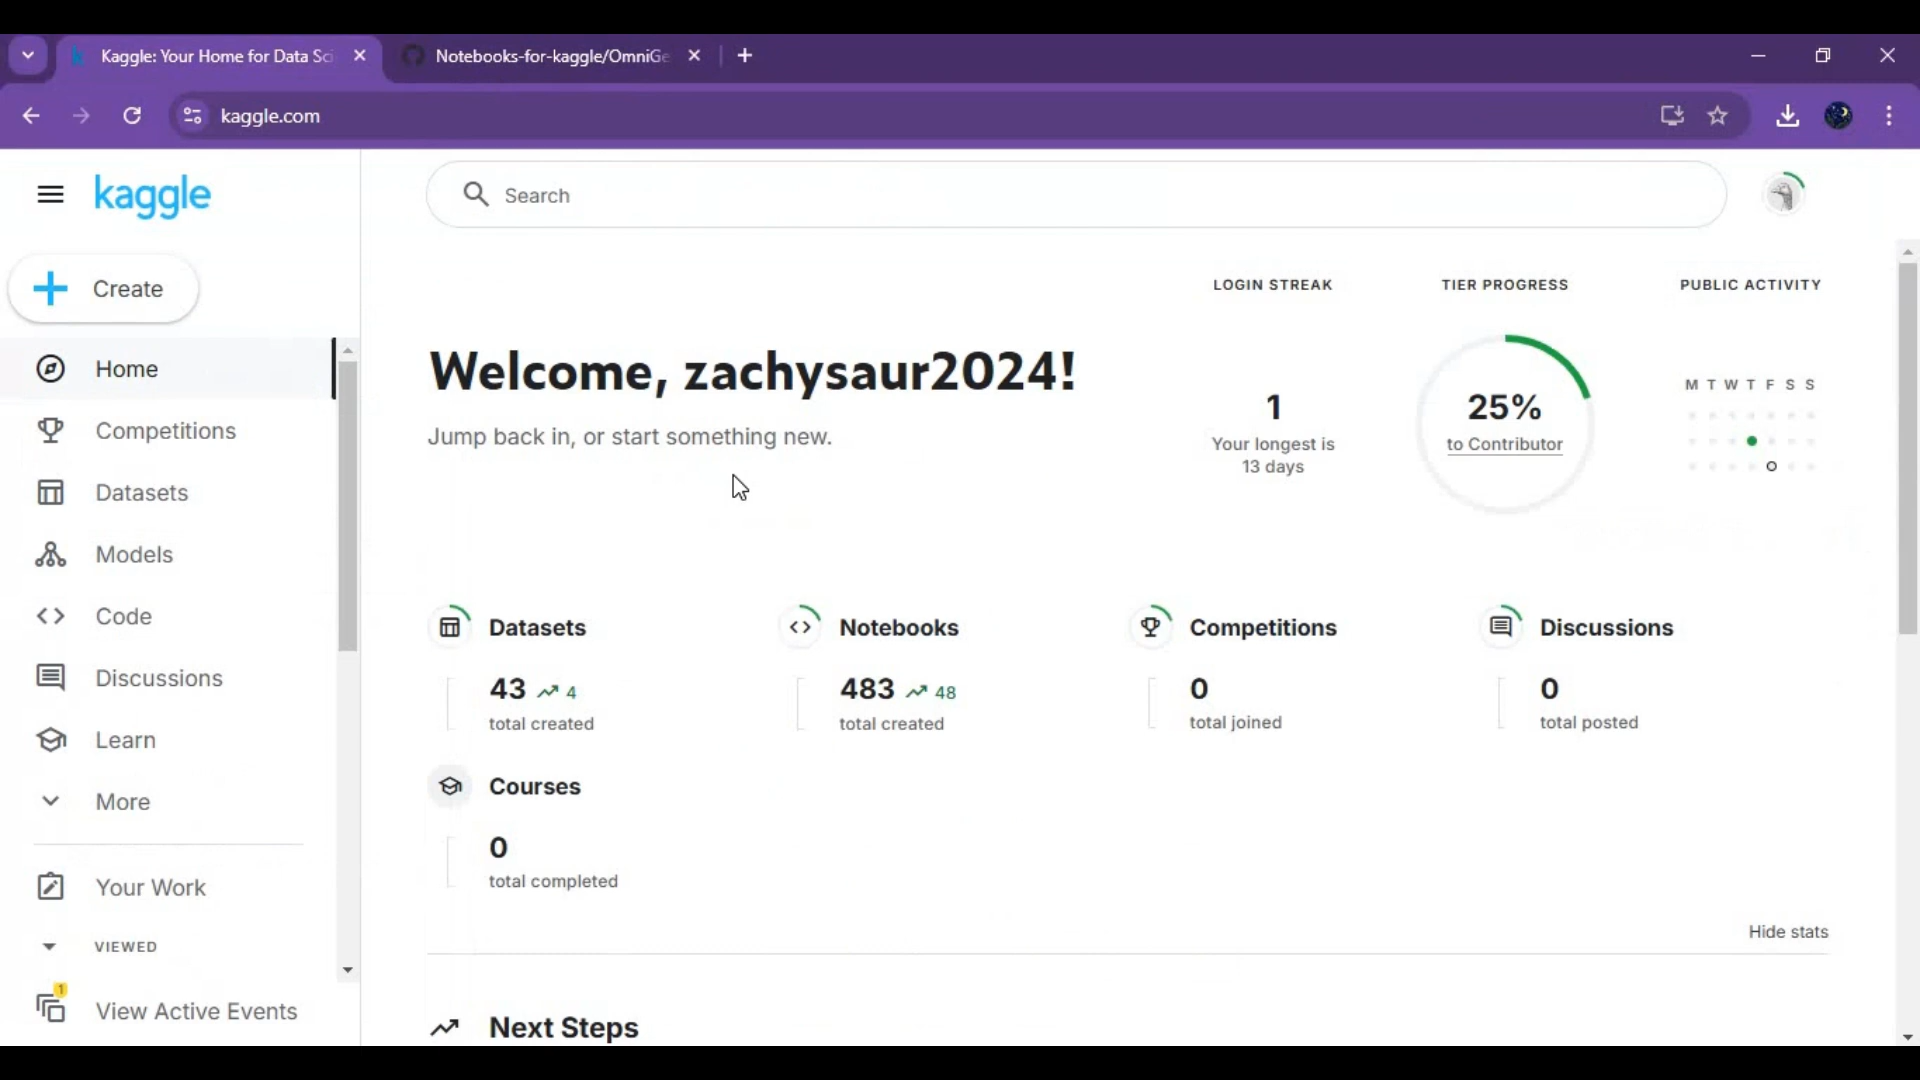 Kaggle: Your Home for Data Sci
Notebooks-for-kaggle/OmniGe
kaggle.com
kaggle
Search
Create
Home
Competitions
Datasets
Models
Code
Discussions
Learn
More
Your Work
VIEWED
1
View Active Events
LOGIN STREAK
TIER PROGRESS
PUBLIC ACTIVITY
Welcome, zachysaur2024!
Jump back in, or start something new.
1
Your longest is
13 days
25%
to Contributor
M T W T F S S
Datasets
43 4
total created
Notebooks
483 48
total created
Competitions
0
total joined
Discussions
0
total posted
Courses
0
total completed
Hide stats
Next Steps